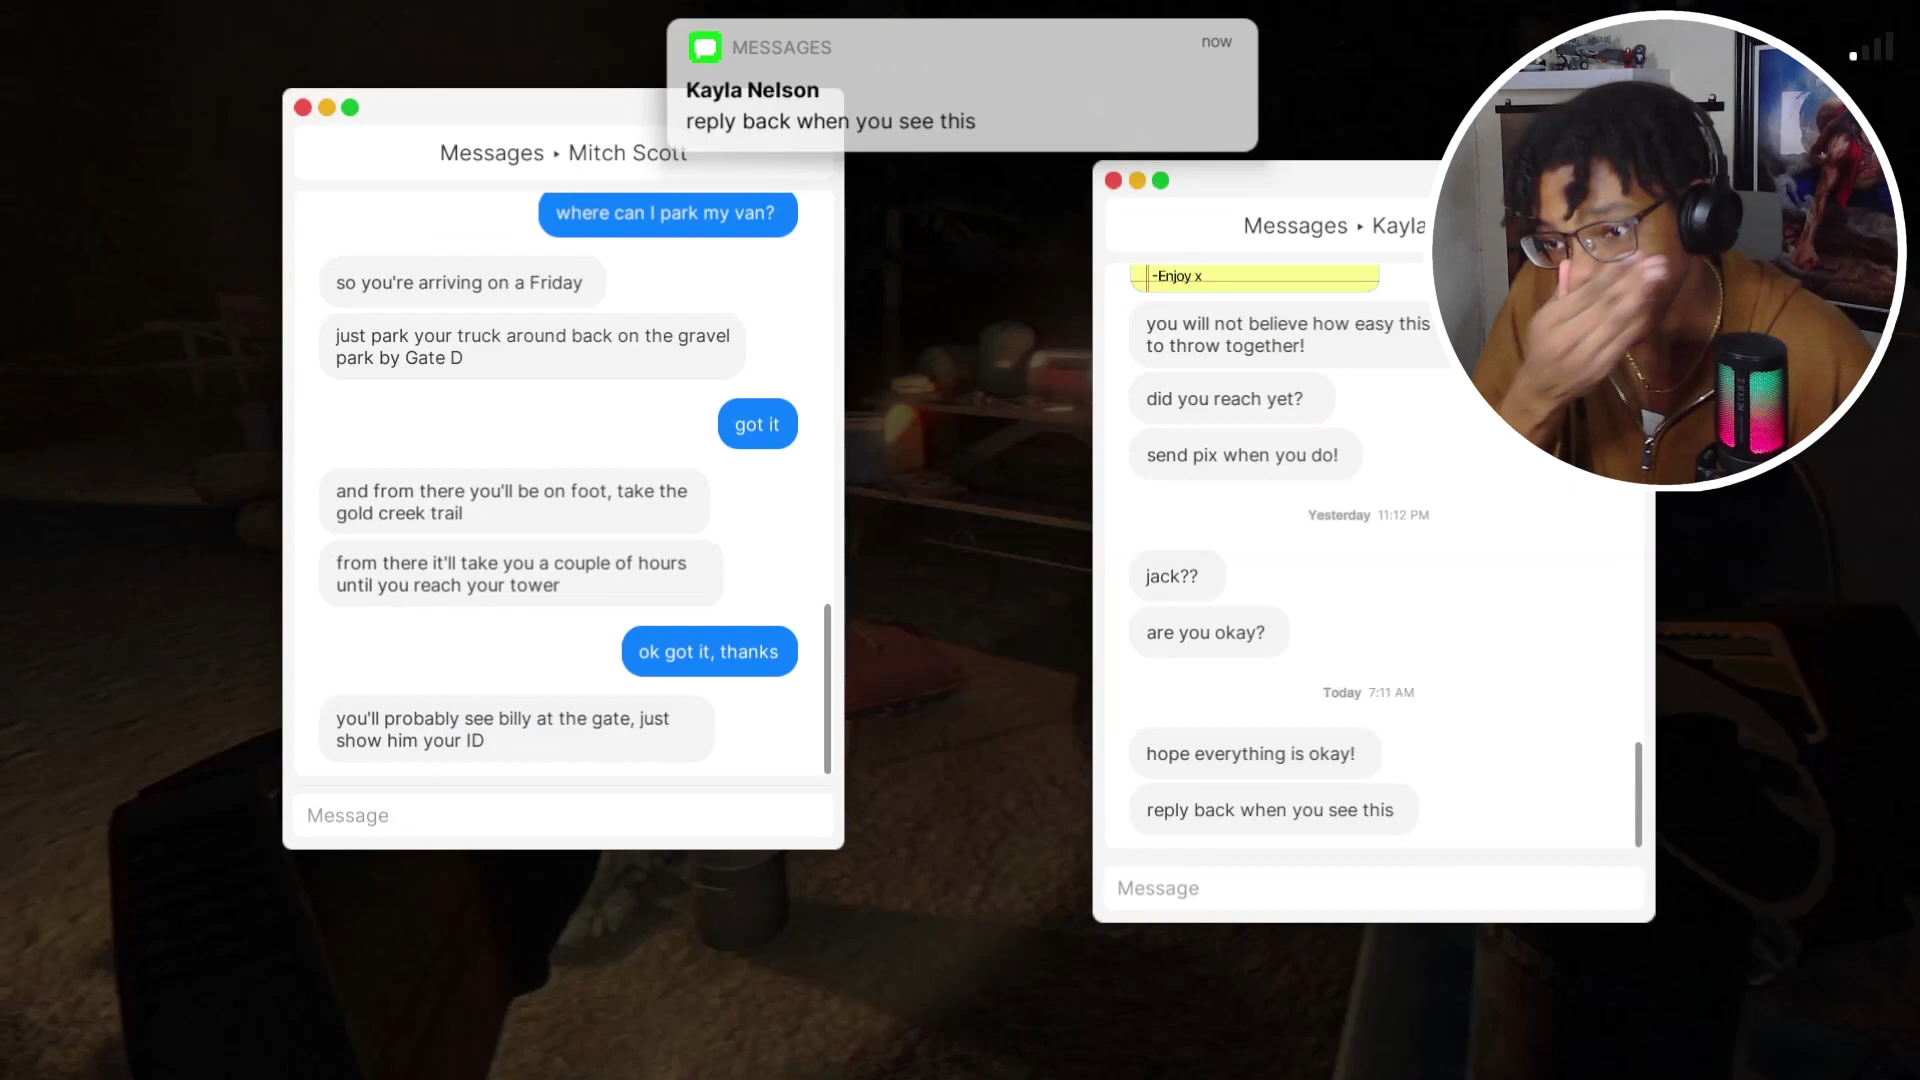 MESSAGES
now
Kayla Nelson
reply back when you see this
Messages ‣ Mitch Scott
where can I park my van?
so you're arriving on a Friday
just park your truck around back on the gravel
park by Gate D
got it
and from there you'll be on foot, take the
gold creek trail
from there it'll take you a couple of hours
until you reach your tower
ok got it, thanks
you'll probably see billy at the gate, just
show him your ID
Message
Messages ‣ Kayla
-Enjoy x
you will not believe how easy this
to throw together!
did you reach yet?
send pix when you do!
Yesterday 11:12 PM
jack??
are you okay?
Today 7:11 AM
hope everything is okay!
reply back when you see this
Message